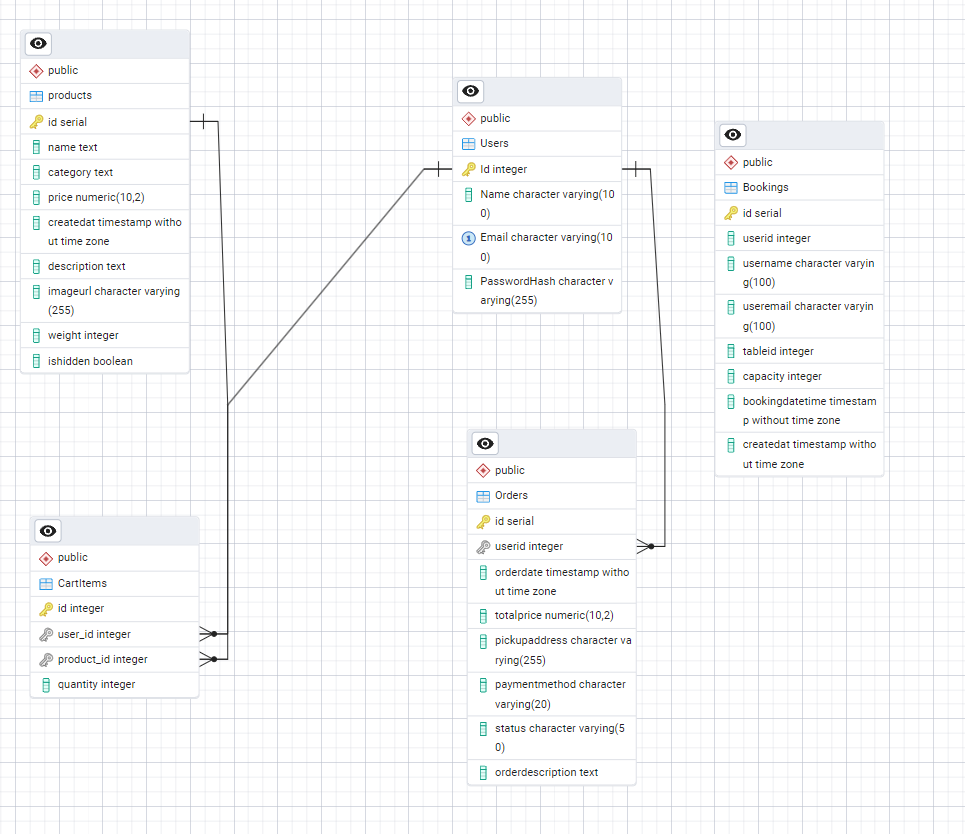 public
products
id serial
name text
category text
price numeric(10,2)
createdat timestamp witho
ut time zone
description text
imageurl character varying
(255)
weight integer
ishidden boolean
public
Users
Id integer
Name character varying(10
0)
1
Email character varying(10
0)
PasswordHash character v
arying(255)
public
Bookings
id serial
userid integer
username character varyin
g(100)
useremail character varyin
g(100)
tableid integer
capacity integer
bookingdatetime timestam
p without time zone
createdat timestamp witho
ut time zone
public
Orders
id serial
userid integer
orderdate timestamp witho
ut time zone
totalprice numeric(10,2)
pickupaddress character va
rying(255)
paymentmethod character
varying(20)
status character varying(5
0)
orderdescription text
public
CartItems
id integer
user_id integer
product_id integer
quantity integer